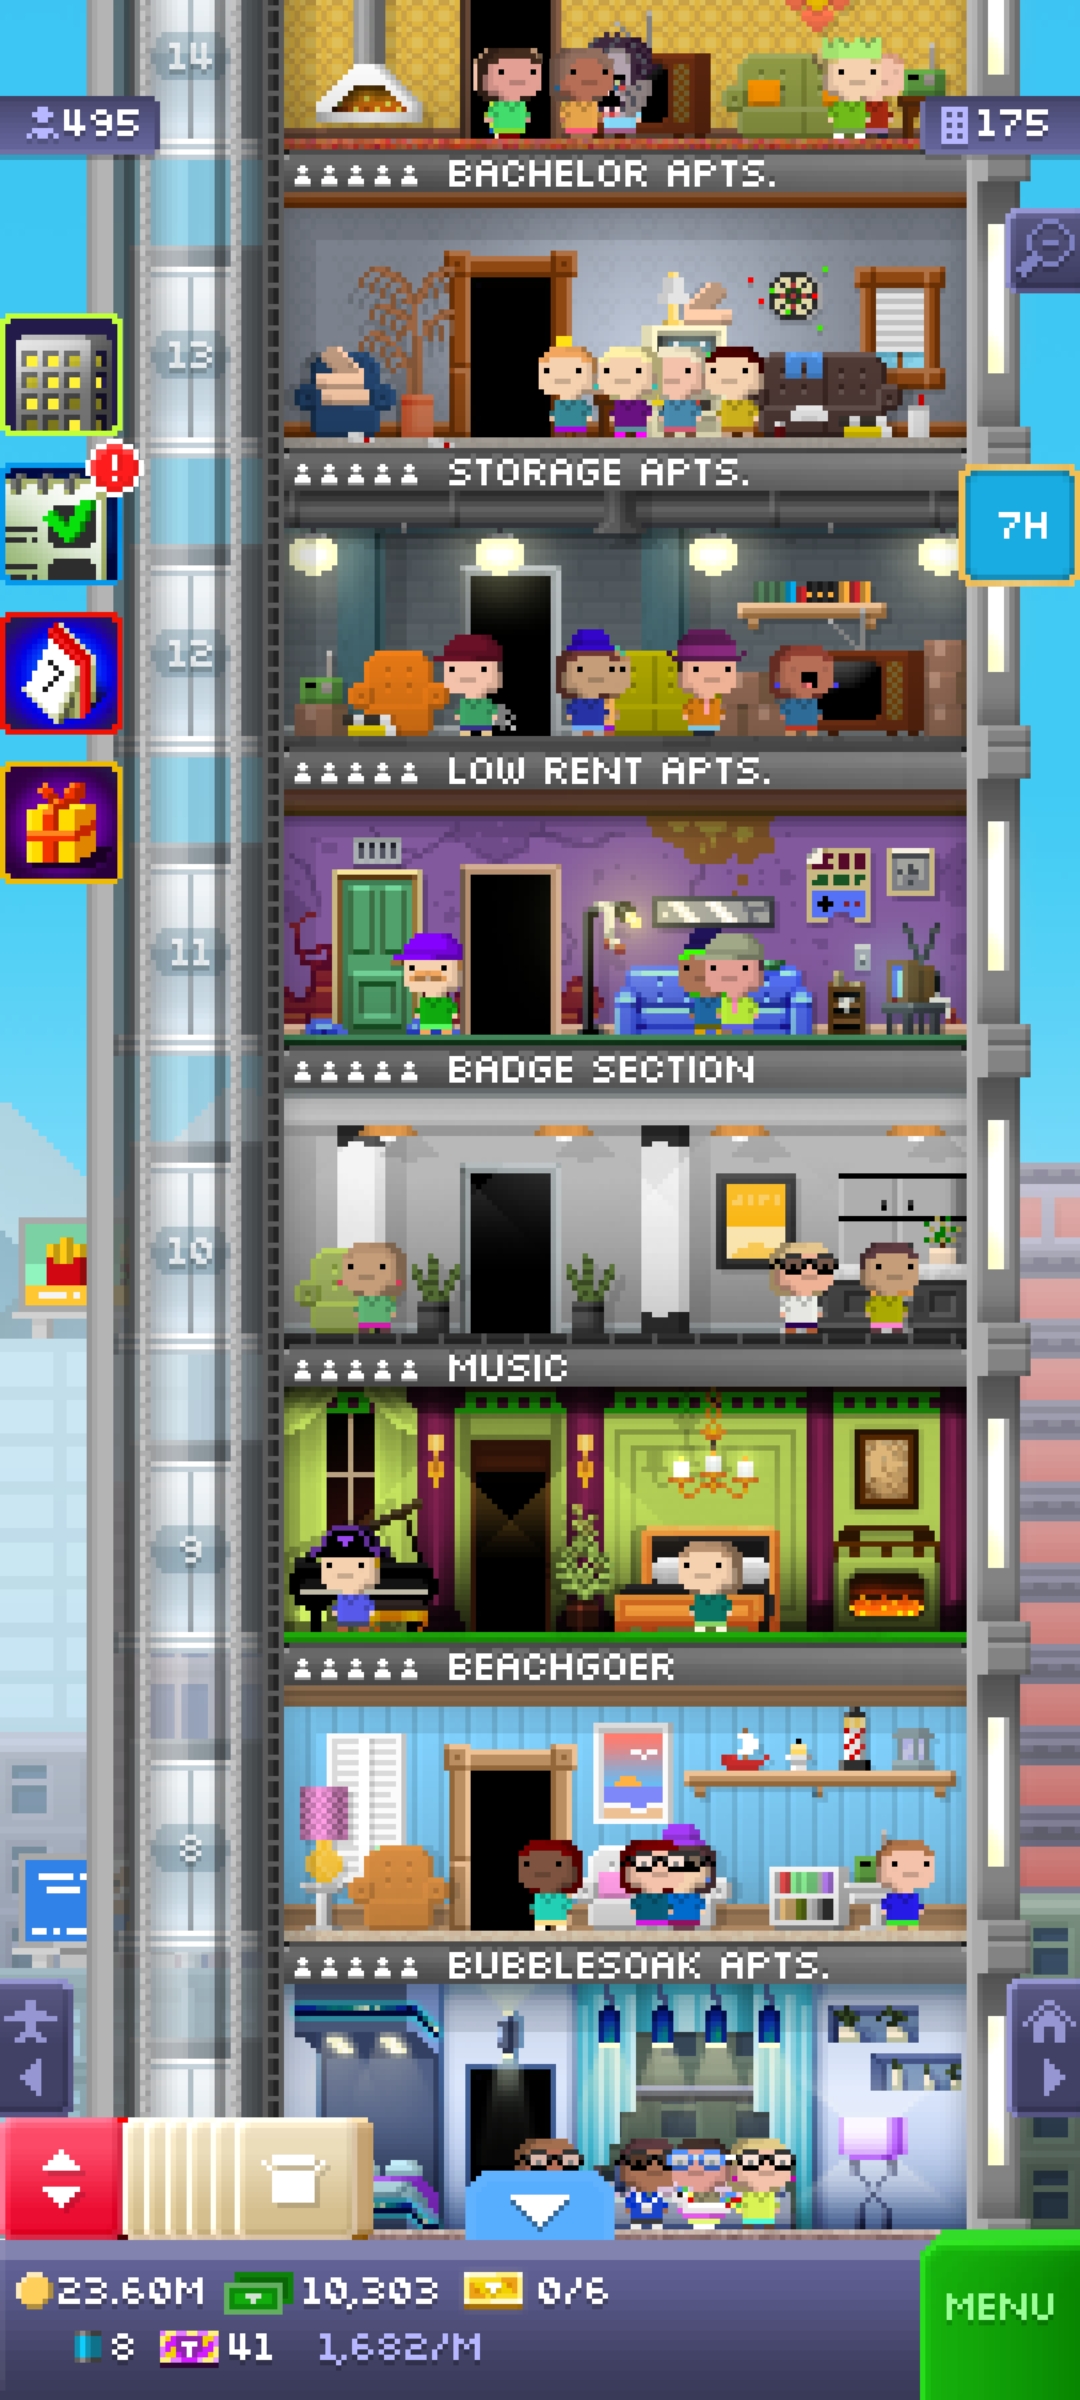 14
495
175
BACHELOR APTS.
13
STORAGE APTS.
7H
12
LOW RENT APTS.
11
BADGE SECTION
10
MUSIC
9
BEACHGOER
8
BUBBLESOAK APTS.
23.60M 10,303 0/6
MENU
8 T 41 1,682/M